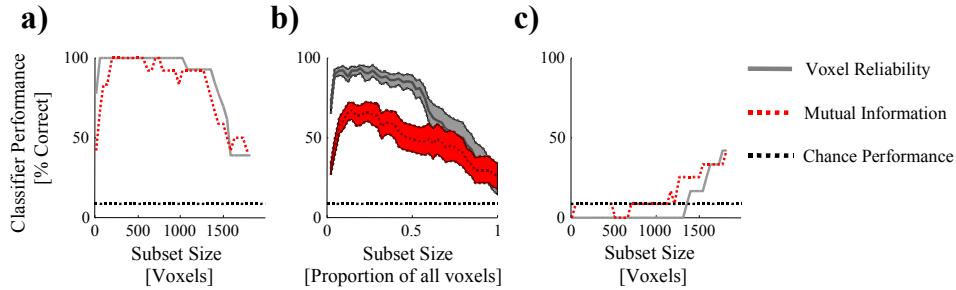 a)
b)
c)
Classifier Performance
[% Correct]
100
50
0
0
500
1000
1500
Subset Size
[Voxels]
100
50
0
0.5
1
Subset Size
[Proportion of all voxels]
100
50
0
0
500
1000
1500
Subset Size
[Voxels]
Voxel Reliability
Mutual Information
Chance Performance